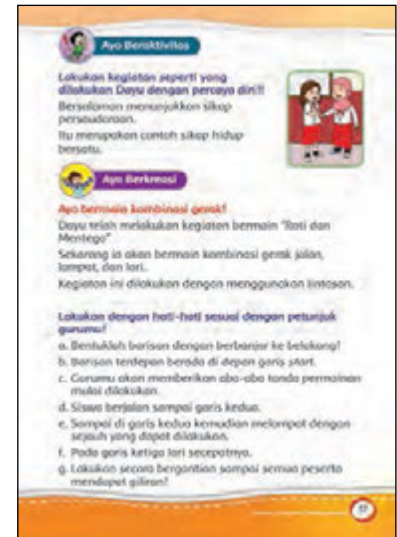 Ayo Beraktivitas
Lakukan kegiatan seperti yang
dilakukan Dayu dengan percaya diri!
Bersalaman menunjukkan sikap
persaudaraan.
Itu merupakan contoh sikap hidup
bersatu.
Ayo Berkreasi
Ayo bermain kombinasi gerak!
Dayu telah melakukan kegiatan bermain "Roti dan
Mentega"
Sekarang ia akan bermain kombinasi gerak jalan,
lompat, dan lari.
Kegiatan ini dilakukan dengan menggunakan lintasan.
Lakukan dengan hati-hati sesuai dengan petunjuk
gurumu!
a. Bentuklah barisan dengan berbanjar ke belakang!
b. Barisan terdepan berada di depan garis start.
c. Gurumu akan memberikan aba-aba tanda permainan
mulai dilakukan.
d. Siswa berjalan sampai garis kedua.
e. Sampai di garis kedua kemudian melompat dengan
sejauh yang dapat dilakukan.
f. Pada garis ketiga lari secepatnya.
g. Lakukan secara bergantian sampai semua peserta
mendapat giliran!